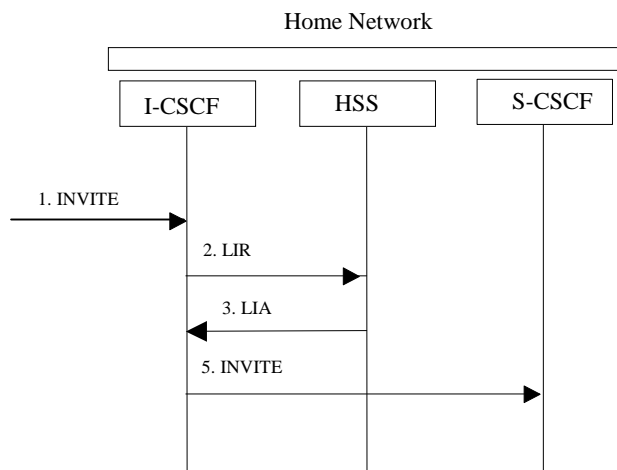 Home Network
I-CSCF
HSS
S-CSCF
1. INVITE
2. LIR
3. LIA
5. INVITE